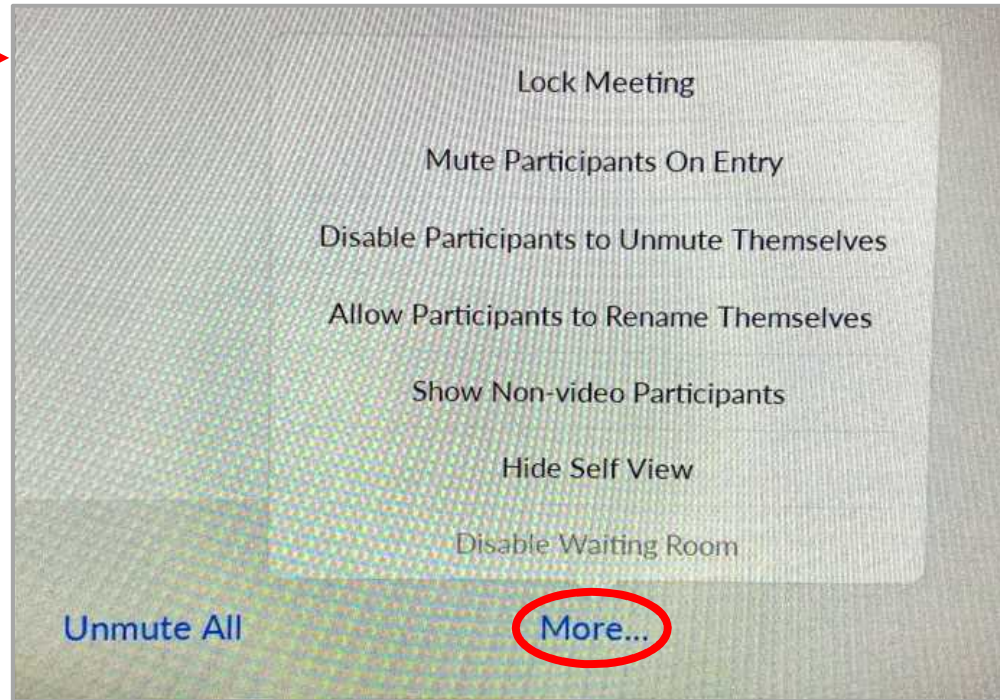 Lock Meeting
Mute Participants On Entry
Disable Participants to Unmute Themselves
Allow Participants to Rename Themselves
Show Non-video Participants
Hide Self View
Disable Waiting Room
Unmute All More...